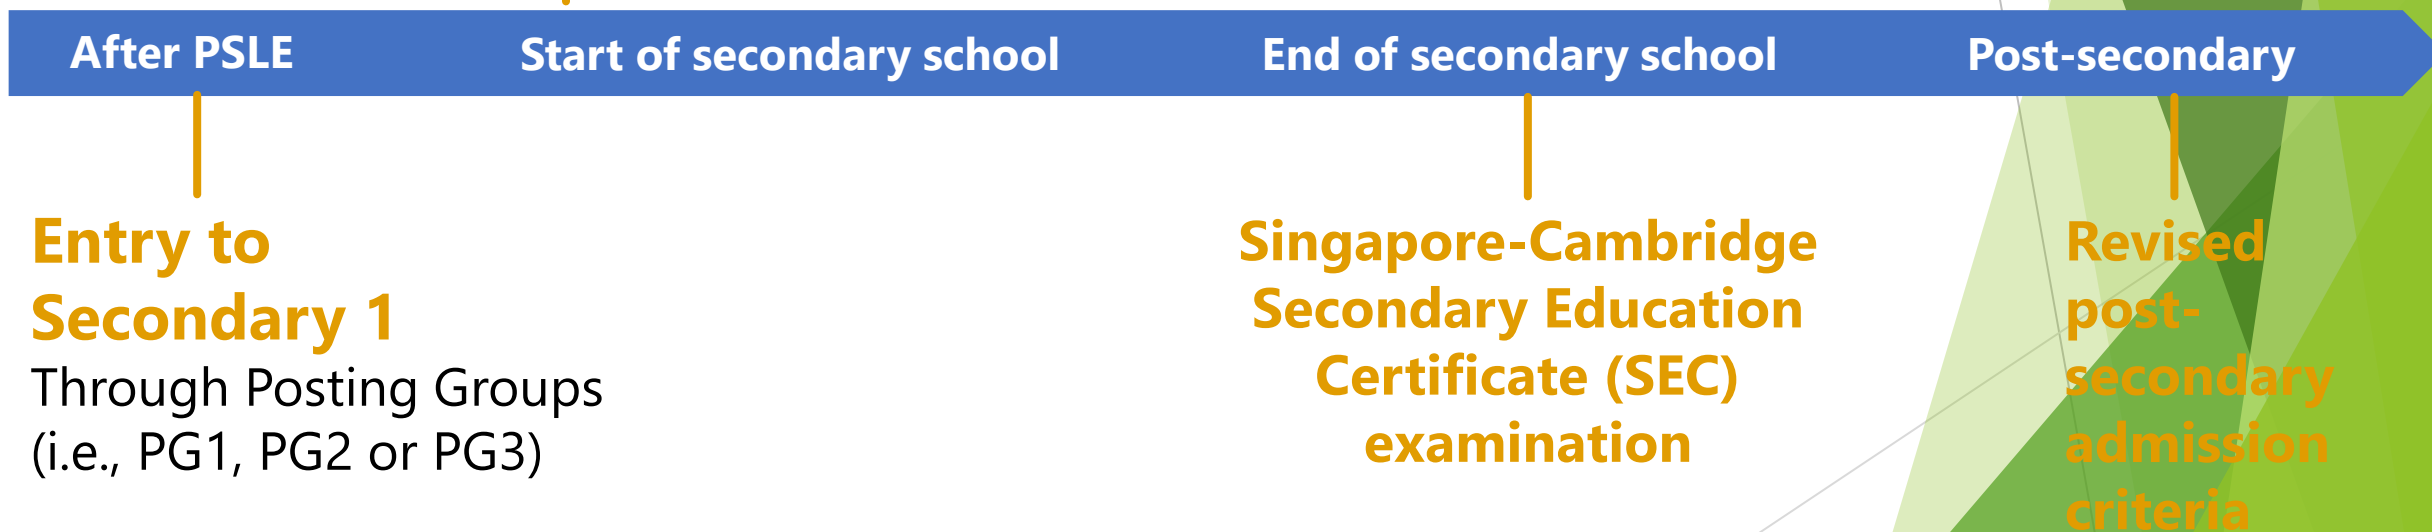 After PSLE
Start of secondary school
End of secondary school
Post-secondary
Entry to
Secondary 1
Through Posting Groups
(i.e., PG1, PG2 or PG3)
Singapore-Cambridge
Secondary Education
Certificate (SEC)
examination
Revised
post-
secondary
admission
criteria